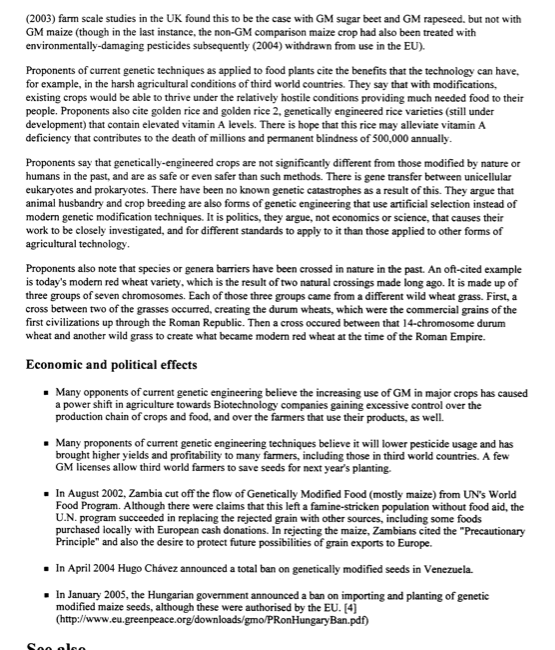 (2003) farm scale studies in the UK found this to be the case with GM sugar beet and GM rapeseed, but not with
GM maize (though in the last instance, the non-GM comparison maize crop had also been treated with
environmentally-damaging pesticides subsequently (2004) withdrawn from use in the EU).
Proponents of current genetic techniques as applied to food plants cite the benefits that the technology can have,
for example, in the harsh agricultural conditions of third world countries. They say that with modifications,
existing crops would be able to thrive under the relatively hostile conditions providing much needed food to their
people. Proponents also cite golden rice and golden rice 2, genetically engineered rice varieties (still under
development) that contain elevated vitamin A levels. There is hope that this rice may alleviate vitamin A
deficiency that contributes to the death of millions and permanent blindness of 500,000 annually.
Proponents say that genetically-engineered crops are not significantly different from those modified by nature or
humans in the past, and are as safe or even safer than such methods. There is gene transfer between unicellular
eukaryotes and prokaryotes. There have been no known genetic catastrophes as a result of this. They argue that
animal husbandry and crop breeding are also forms of genetic engineering that use artificial selection instead of
modern genetic modification techniques. It is politics, they argue, not economics or science, that causes their
work to be closely investigated, and for different standards to apply to it than those applied to other forms of
agricultural technology.
Proponents also note that species or genera barriers have been crossed in nature in the past. An oft-cited example
is today's modern red wheat variety, which is the result of two natural crossings made long ago. It is made up of
three groups of seven chromosomes. Each of those three groups came from a different wild wheat grass. First, a
cross between two of the grasses occurred, creating the durum wheats, which were the commercial grains of the
first civilizations up through the Roman Republic. Then a cross occured between that 14-chromosome durum
wheat and another wild grass to create what became modern red wheat at the time of the Roman Empire.
Economic and political effects
▪ Many opponents of current genetic engineering believe the increasing use of GM in major crops has caused
a power shift in agriculture towards Biotechnology companies gaining excessive control over the
production chain of crops and food, and over the farmers that use their products, as well.
▪ Many proponents of current genetic engineering techniques believe it will lower pesticide usage and has
brought higher yields and profitability to many farmers, including those in third world countries. A few
GM licenses allow third world farmers to save seeds for next year's planting.
▪ In August 2002, Zambia cut off the flow of Genetically Modified Food (mostly maize) from UN's World
Food Program. Although there were claims that this left a famine-stricken population without food aid, the
U.N. program succeeded in replacing the rejected grain with other sources, including some foods
purchased locally with European cash donations. In rejecting the maize, Zambians cited the "Precautionary
Principle" and also the desire to protect future possibilities of grain exports to Europe.
▪ In April 2004 Hugo Chávez announced a total ban on genetically modified seeds in Venezuela.
▪ In January 2005, the Hungarian government announced a ban on importing and planting of genetic
modified maize seeds, although these were authorised by the EU. [4]
(http://www.eu.greenpeace.org/downloads/gmo/PRonHungaryBan.pdf)
See also